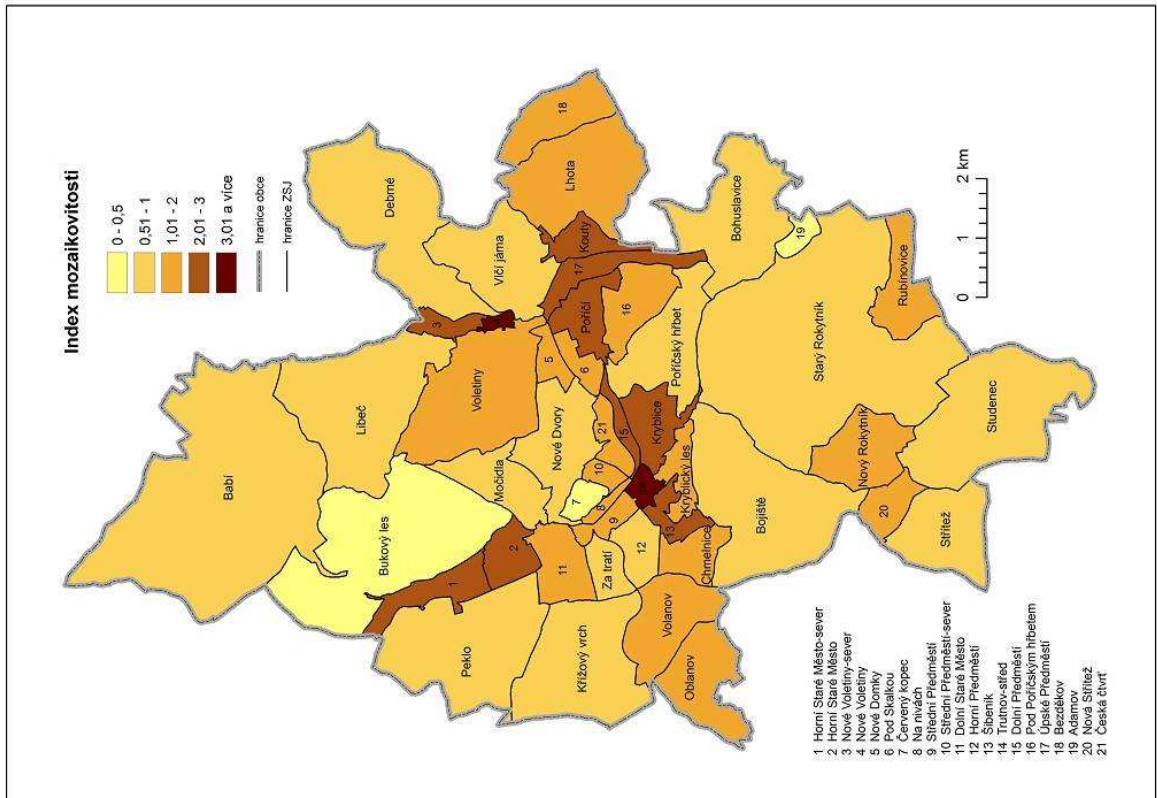 Index mozaikovitosti
0 - 0,5
0,51 - 1
1,01 - 2
2,01 - 3
3,01 a více
hranice obce
hranice ZSJ
Babí
Debrné
Libeč
Vlčí jáma
18
Lhota
Bukový les
3
Voletiny
Kouty
17
Močidla
Nové Dvory
5
6
Poříčí
16
1
2
Peklo
7
10
21
8
9
11
Za tratí
12
15
Kryblice
Poříčský hřbet
Bohuslavice
19
Křížový vrch
13
Kryblický les
Chmelnice
Volanov
Oblanov
Bojiště
Starý Rokytník
Rubínovice
Nový Rokytník
20
Střítež
Studenec
0 1 2 km
1 Horní Staré Město-sever
2 Horní Staré Město
3 Nové Voletiny-sever
4 Nové Voletiny
5 Nové Domky
6 Pod Skalkou
7 Červený kopec
8 Na nivách
9 Střední Předměstí
10 Střední Předměstí-sever
11 Dolní Staré Město
12 Horní Předměstí
13 Šibeník
14 Trutnov-střed
15 Dolní Předměstí
16 Pod Poříčským hřbetem
17 Úpské Předměstí
18 Bezděkov
19 Adamov
20 Nová Střítež
21 Česká čtvrť